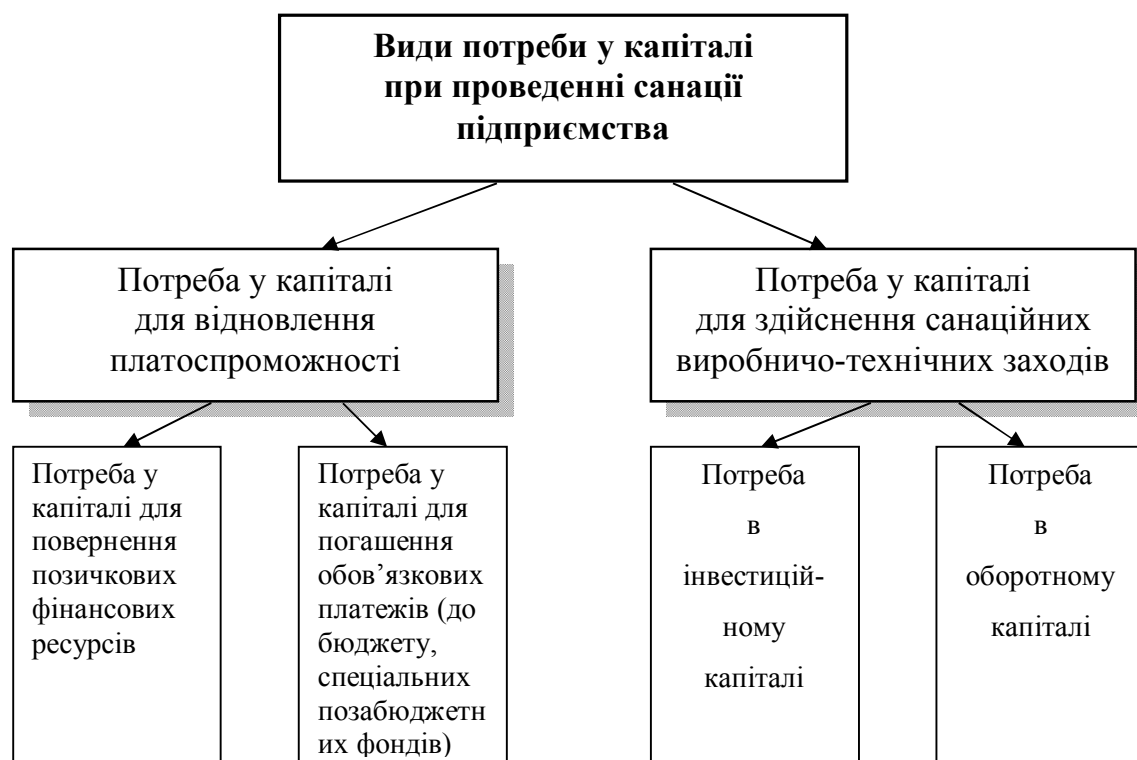 Види потреби у капіталі
при проведенні санації
підприємства
Потреба у капіталі
для відновлення
платоспроможності
Потреба у капіталі
для здійснення санаційних
виробничо-технічних заходів
Потреба у
капіталі для
повернення
позичкових
фінансових
ресурсів
Потреба у
капіталі для
погашення
обов’язкових
платежів (до
бюджету,
спеціальних
позабюджетн
их фондів)
Потреба
в
інвестицій-
ному
капіталі
Потреба
в
оборотному
капіталі